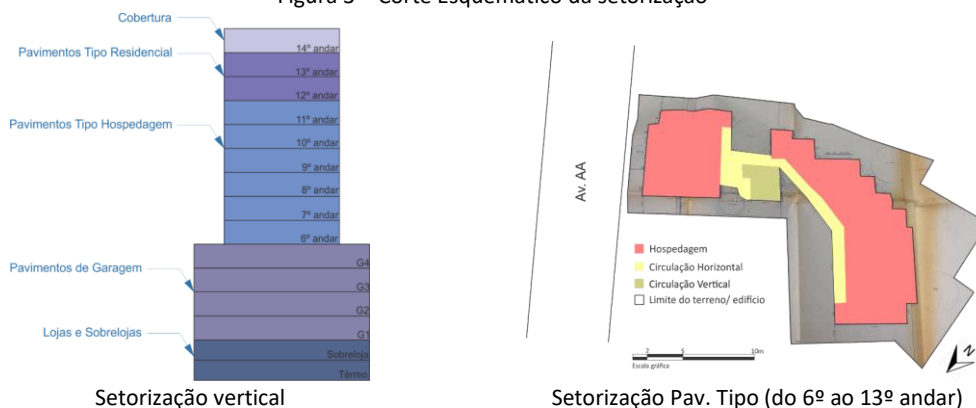 Figura 3 – Corte Esquemático da setorização
Cobertura
14º andar
Pavimentos Tipo Residencial
13º andar
12º andar
11º andar
Pavimentos Tipo Hospedagem
10º andar
9º andar
8º andar
7º andar
6º andar
G4
Pavimentos de Garagem
G3
G2
G1
Lojas e Sobrelojas
Sobreloja
Térreo
Setorização vertical
Av. AA
Hospedagem
Circulação Horizontal
Circulação Vertical
Limite do terreno/ edifício
2 5 10m
Escala gráfica
N
Setorização Pav. Tipo (do 6º ao 13º andar)